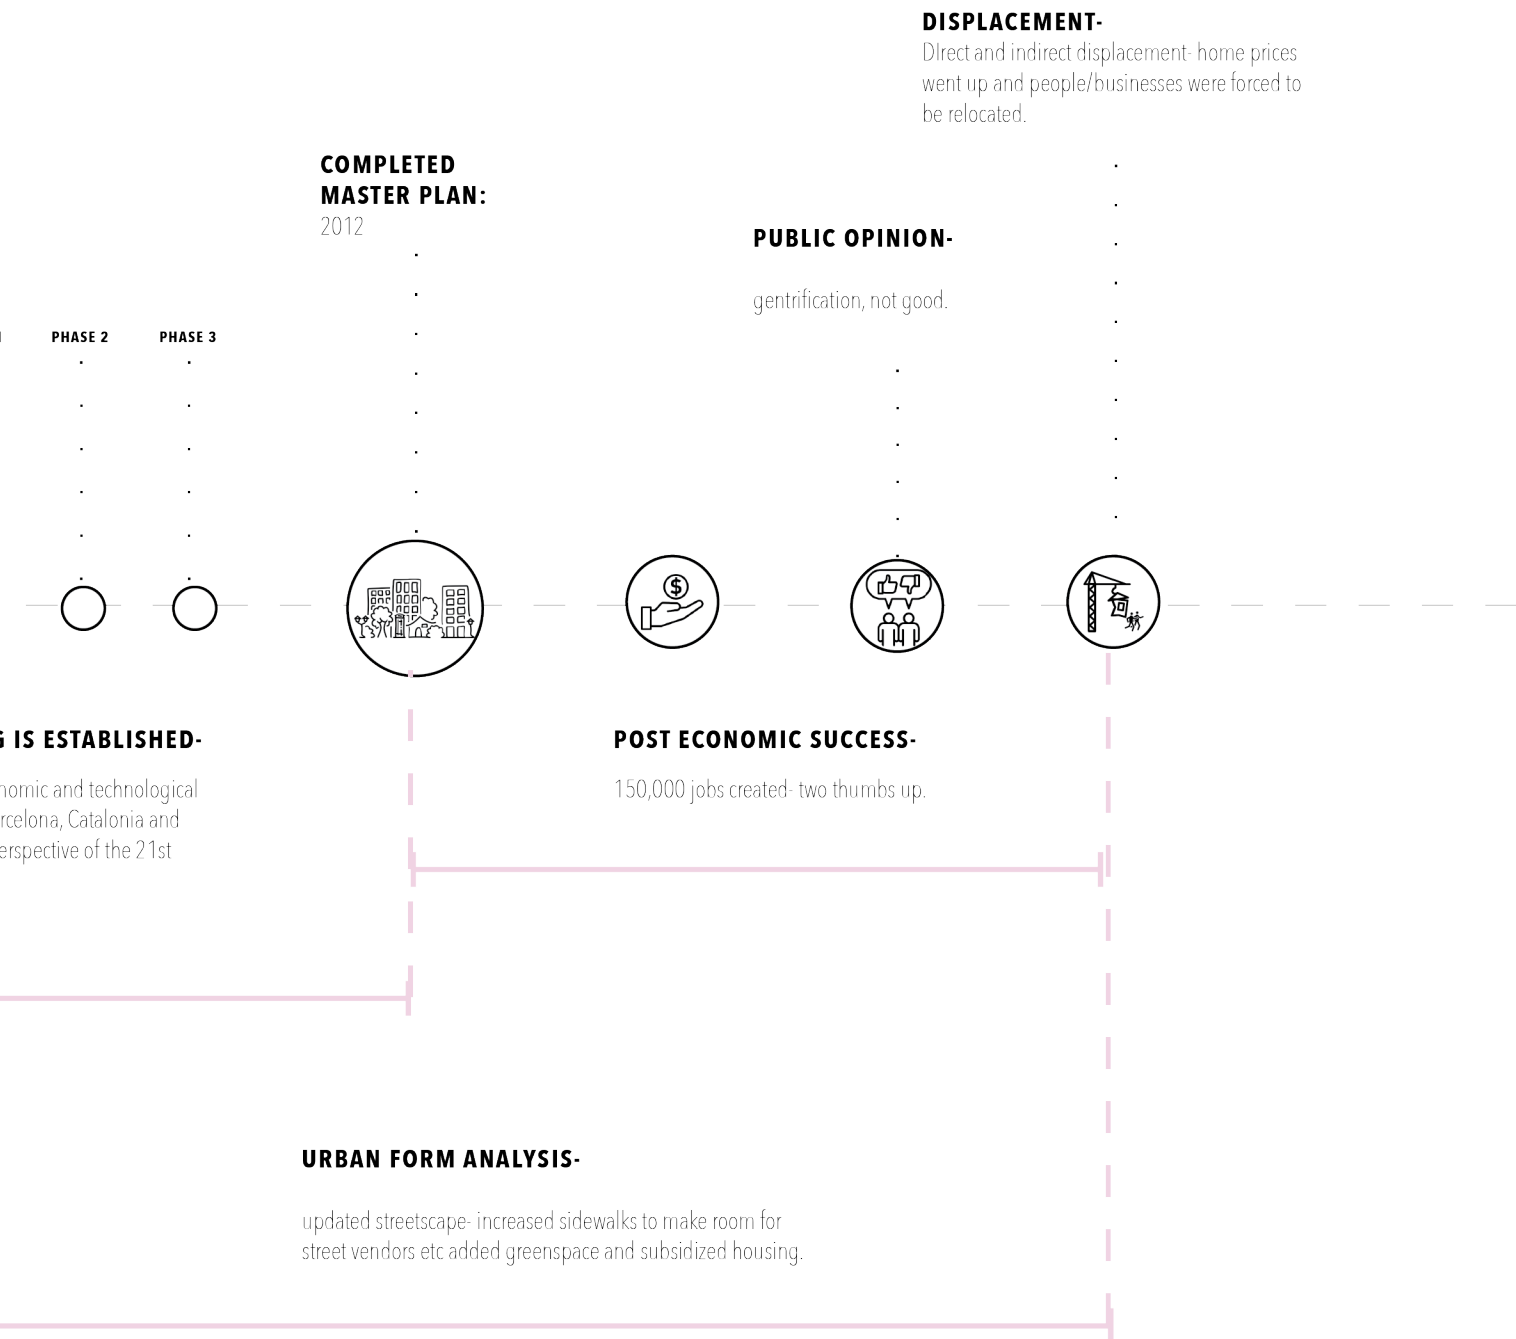 DISPLACEMENT-
DIrect and indirect displacement- home prices
went up and people/businesses were forced to
be relocated.
COMPLETED
MASTER PLAN:
2012
PUBLIC OPINION-
gentrification, not good.
PHASE 2
PHASE 3
$
IS ESTABLISHED-
and technological
Catalonia and
of the 21st
POST ECONOMIC SUCCESS-
150,000 jobs created- two thumbs up.
URBAN FORM ANALYSIS-
updated streetscape- increased sidewalks to make room for
street vendors etc added greenspace and subsidized housing.